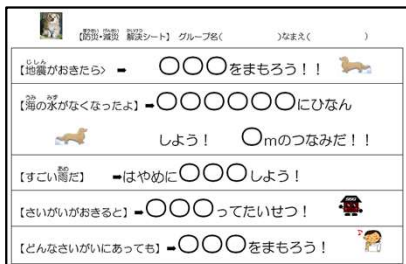 【防災・減災 解決シート】 グループ名( )なまえ( )
【地震がおきたら> ➡ 〇〇〇をまもろう！！
【海の水がなくなったよ】➡〇〇〇〇〇〇にひなん
しよう！ 〇mのつなみだ！！
【すごい雨だ】 ➡はやめに〇〇〇しよう！
【さいがいがおきると】➡〇〇〇ってたいせつ！
【どんなさいがいにあっても】➡〇〇〇をまもろう！